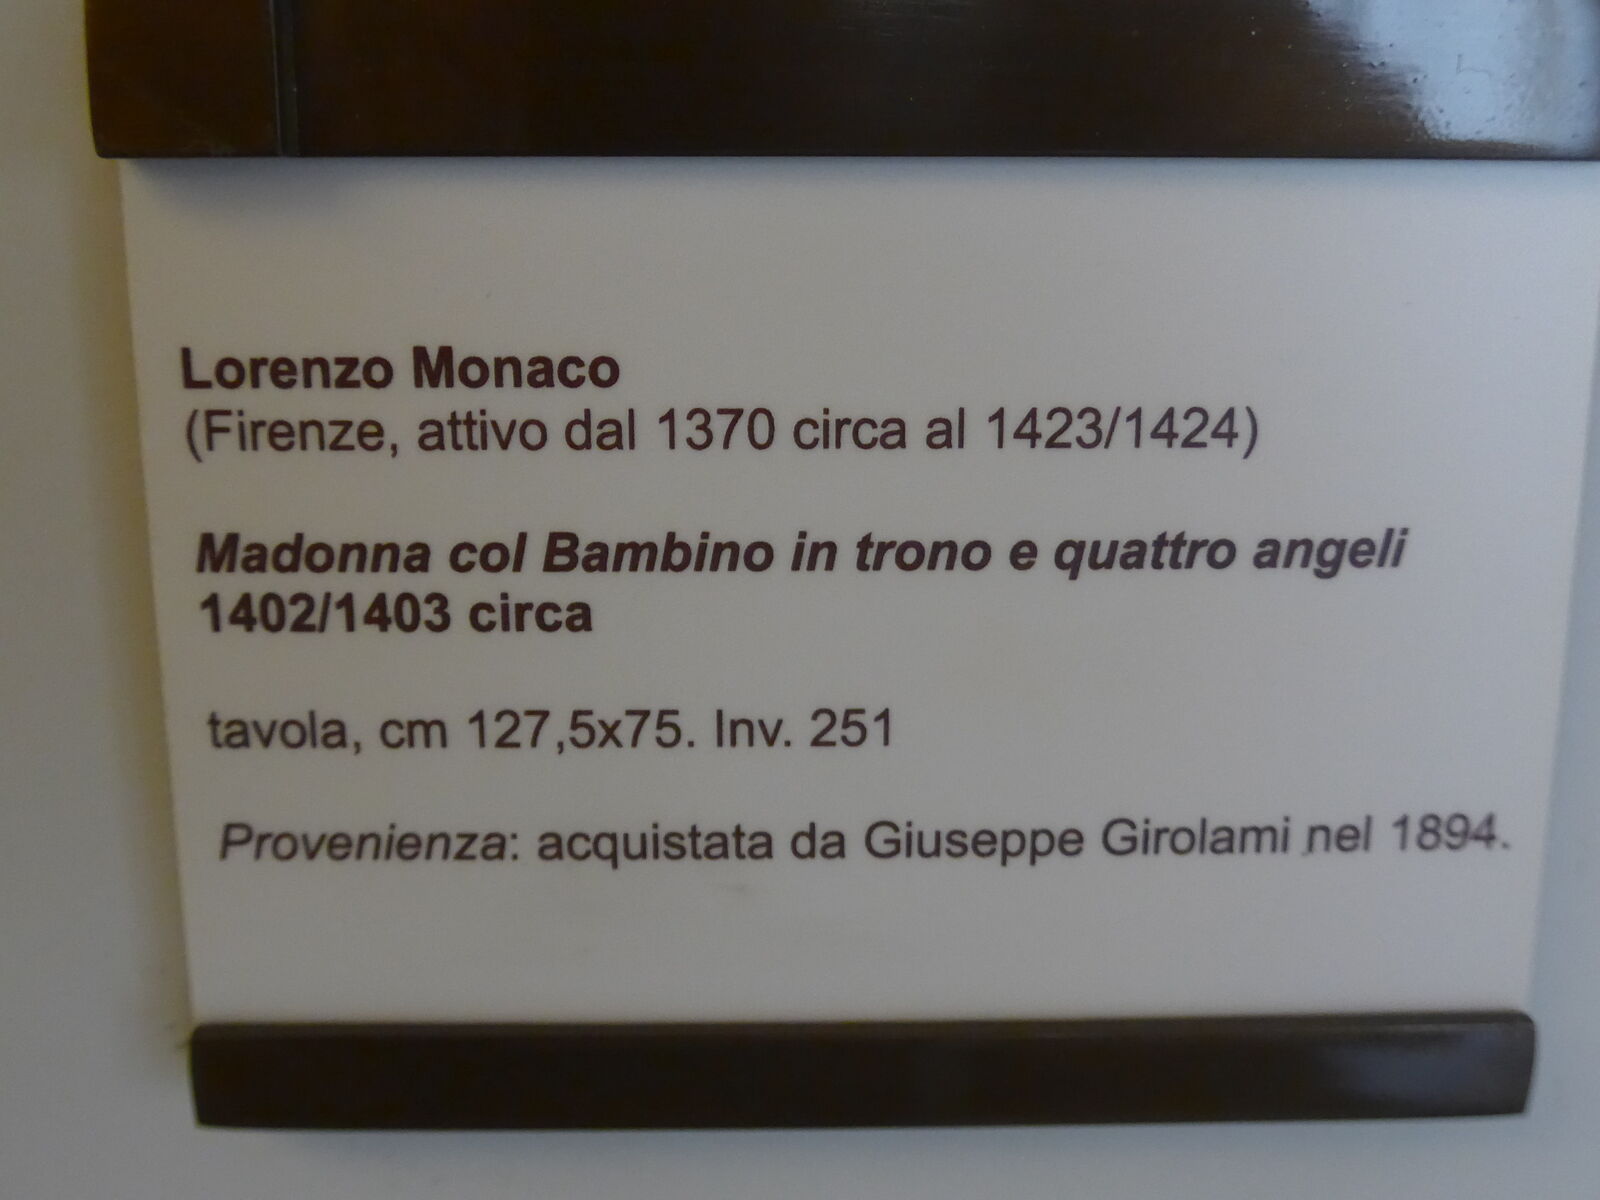 Lorenzo Monaco
(Firenze, attivo dal 1370 circa al 1423/1424)
Madonna col Bambino in trono e quattro angeli
1402/1403 circa
tavola, cm 127,5x75. Inv. 251
Provenienza: acquistata da Giuseppe Girolami nel 1894.